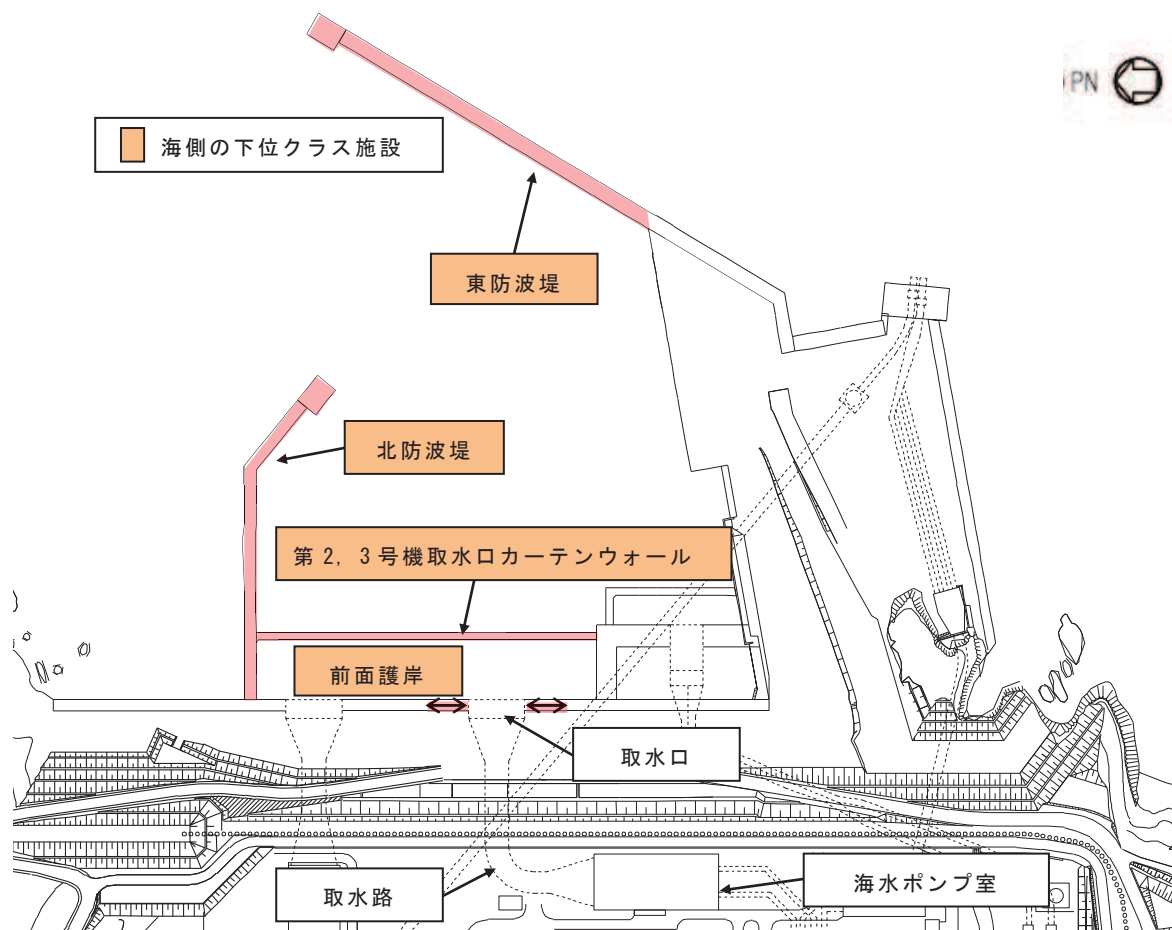 PN
海側の下位クラス施設
東防波堤
北防波堤
第2,3号機取水口カーテンウォール
前面護岸
取水口
取水路
海水ポンプ室